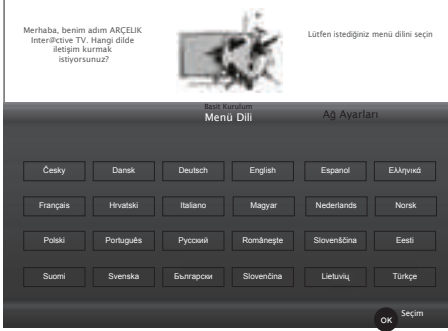 Merhaba, benim adım ARÇELIK
Inter@ctive TV. Hangi dilde
iletişim kurmak
istiyorsunuz?
Lütfen istediğiniz menü dilini seçin
Basit Kurulum
Menü Dili
Ağ Ayarları
Česky Dansk Deutsch English Espanol Ελληνικά
Français Hrvatski Italiano Magyar Nederlands Norsk
Polski Português Русский Româneşte Slovenščina Eesti
Suomi Svenska Български Slovenčina Lietuvių Türkçe
OK Seçim